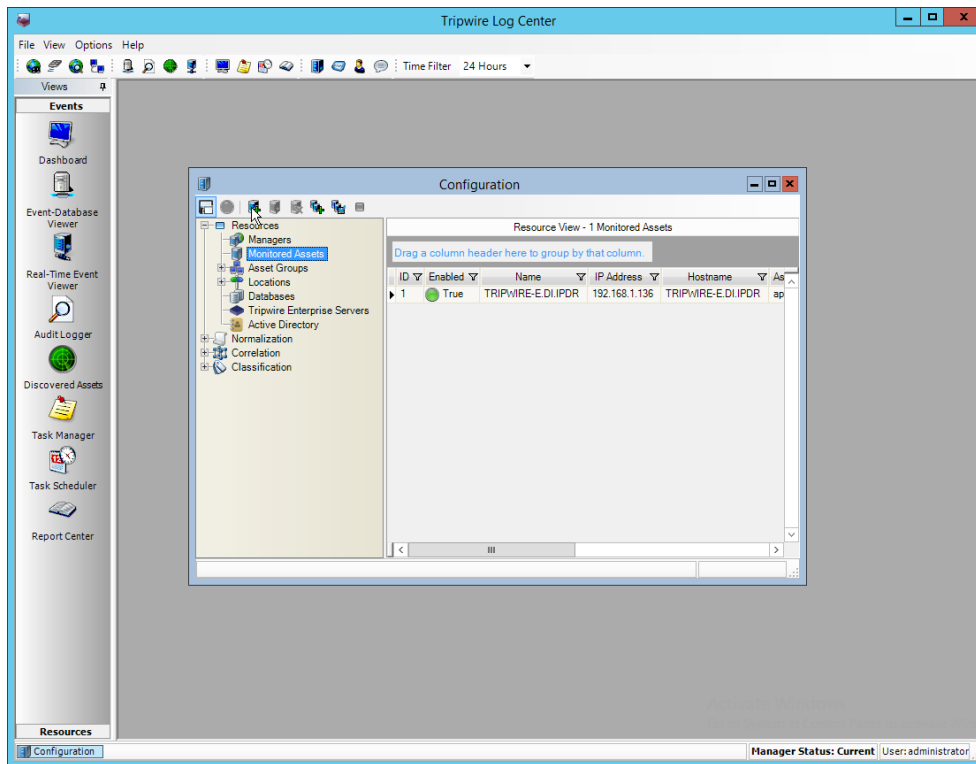 Tripwire Log Center
File View Options Help
Time Filter 24 Hours
Views
Events
Dashboard
Event-Database
Viewer
Real-Time Event
Viewer
Audit Logger
Discovered Assets
Task Manager
Task Scheduler
Report Center
Resources
Configuration
Resources
Managers
Monitored Assets
Asset Groups
Locations
Databases
Tripwire Enterprise Servers
Active Directory
Normalization
Correlation
Classification
Resource View - 1 Monitored Assets
Drag a column header here to group by that column.
ID Enabled Name IP Address Hostname As
1 True TRIPWIRE-E.DI.IPDR 192.168.1.136 TRIPWIRE-E.DI.IPDR ap
Activate Windows
Configuration Manager Status: Current User: administrator